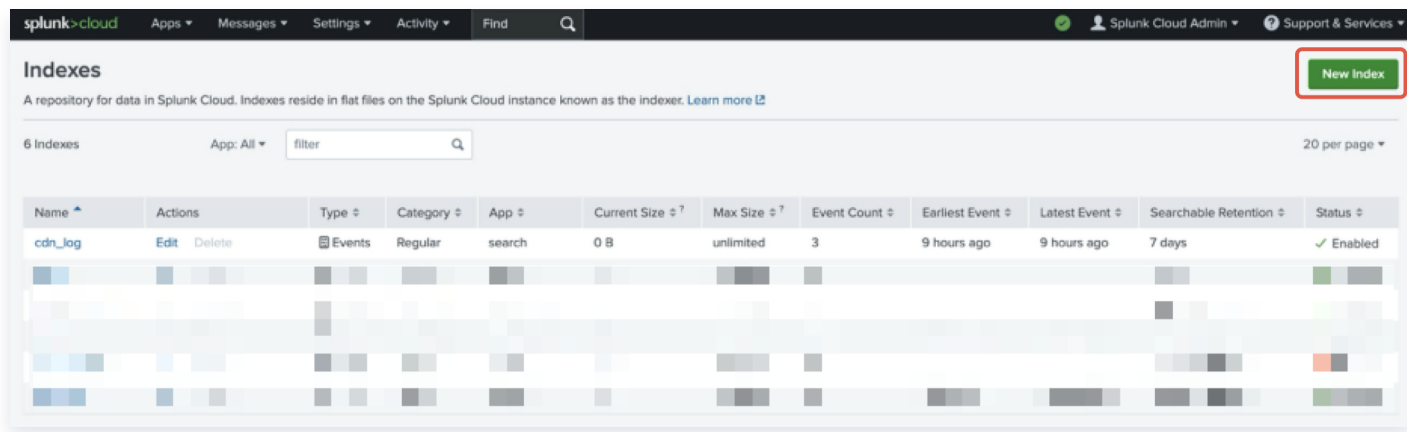 splunk>cloud Apps Messages Settings Activity Find Splunk Cloud Admin Support & Services
Indexes
New Index
A repository for data in Splunk Cloud. Indexes reside in flat files on the Splunk Cloud instance known as the indexer. Learn more
6 Indexes App: All filter 20 per page
Name Actions Type Category App Current Size ? Max Size ? Event Count Earliest Event Latest Event Searchable Retention Status
cdn_log Edit Delete Events Regular search 0 B unlimited 3 9 hours ago 9 hours ago 7 days Enabled